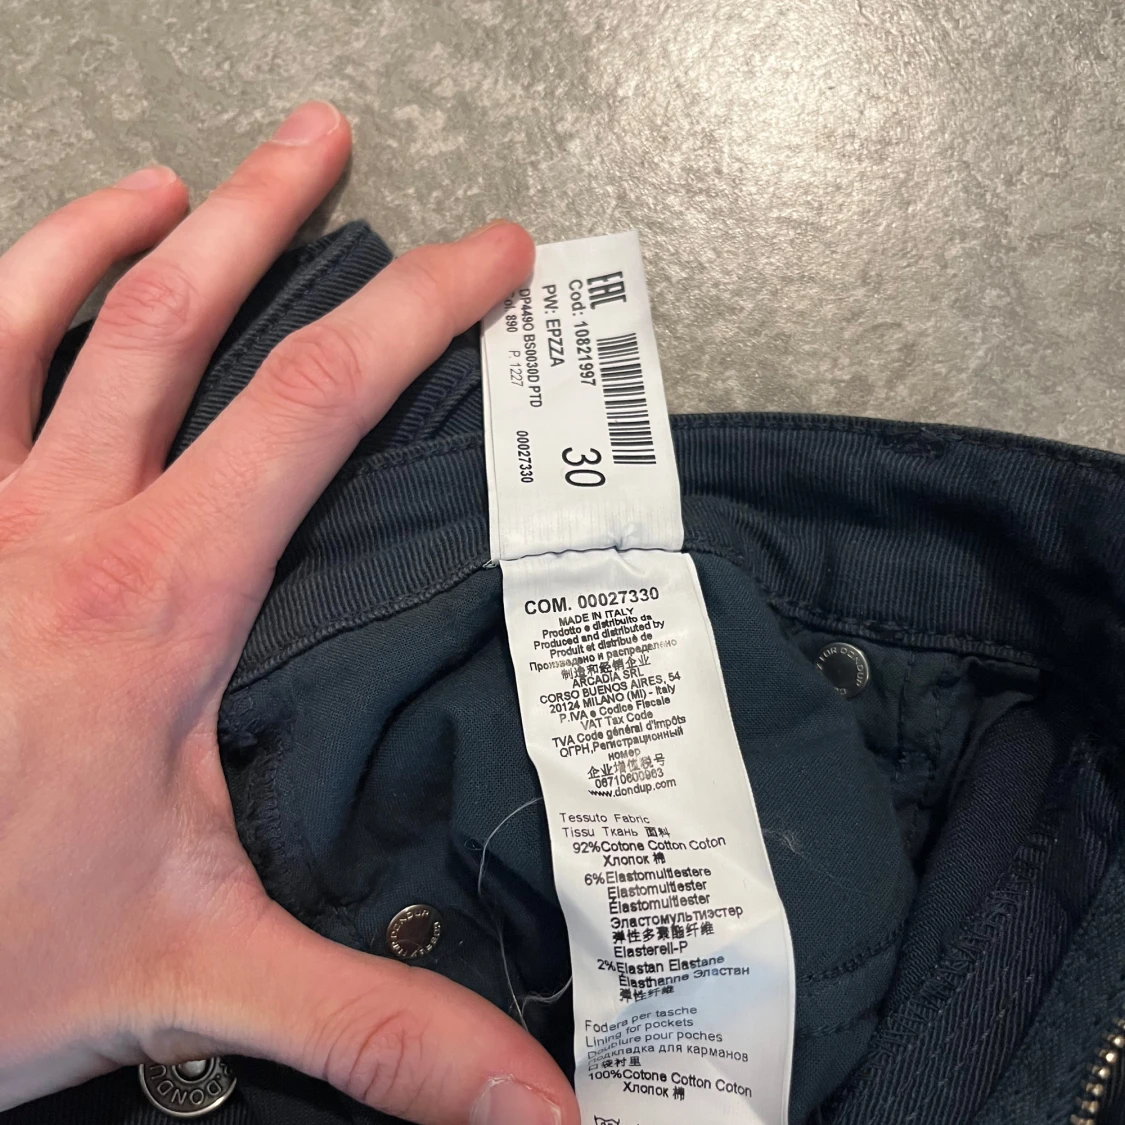 EAC
Cod: 10821997
PW: EPZZA
DP449O BS0030D PTD
Col. 890 P. 1227
00027330
30
COM. 00027330
MADE IN ITALY
Prodotto e distribuito da
Produced and distributed by
Produit et distribué de
Произведено и распределено
制造和经销企业
ARCADIA SRL
CORSO BUENOS AIRES, 54
20124 MILANO (MI) - Italy
P.IVA e Codice Fiscale
VAT Tax Code
TVA Code général d'impôts
ОГРН,Регистрационный
номер
企业增值税号
06710600963
www.dondup.com
Tessuto Fabric
Tissu Ткань 面料
92%Cotone Cotton Coton
Хлопок 棉
6%Elastomultiestere
Elastomultiester
Elastomultiester
Эластомультиэстер
弹性多聚酯纤维
Elasterell-P
2%Elastan Elastane
Elasthanne Эластан
弹性纤维
Fodera per tasche
Lining for pockets
Doublure pour poches
Подкладка для карманов
口袋衬里
100%Cotone Cotton Coton
Хлопок 棉
DONDUP
DONDUP
DONDU